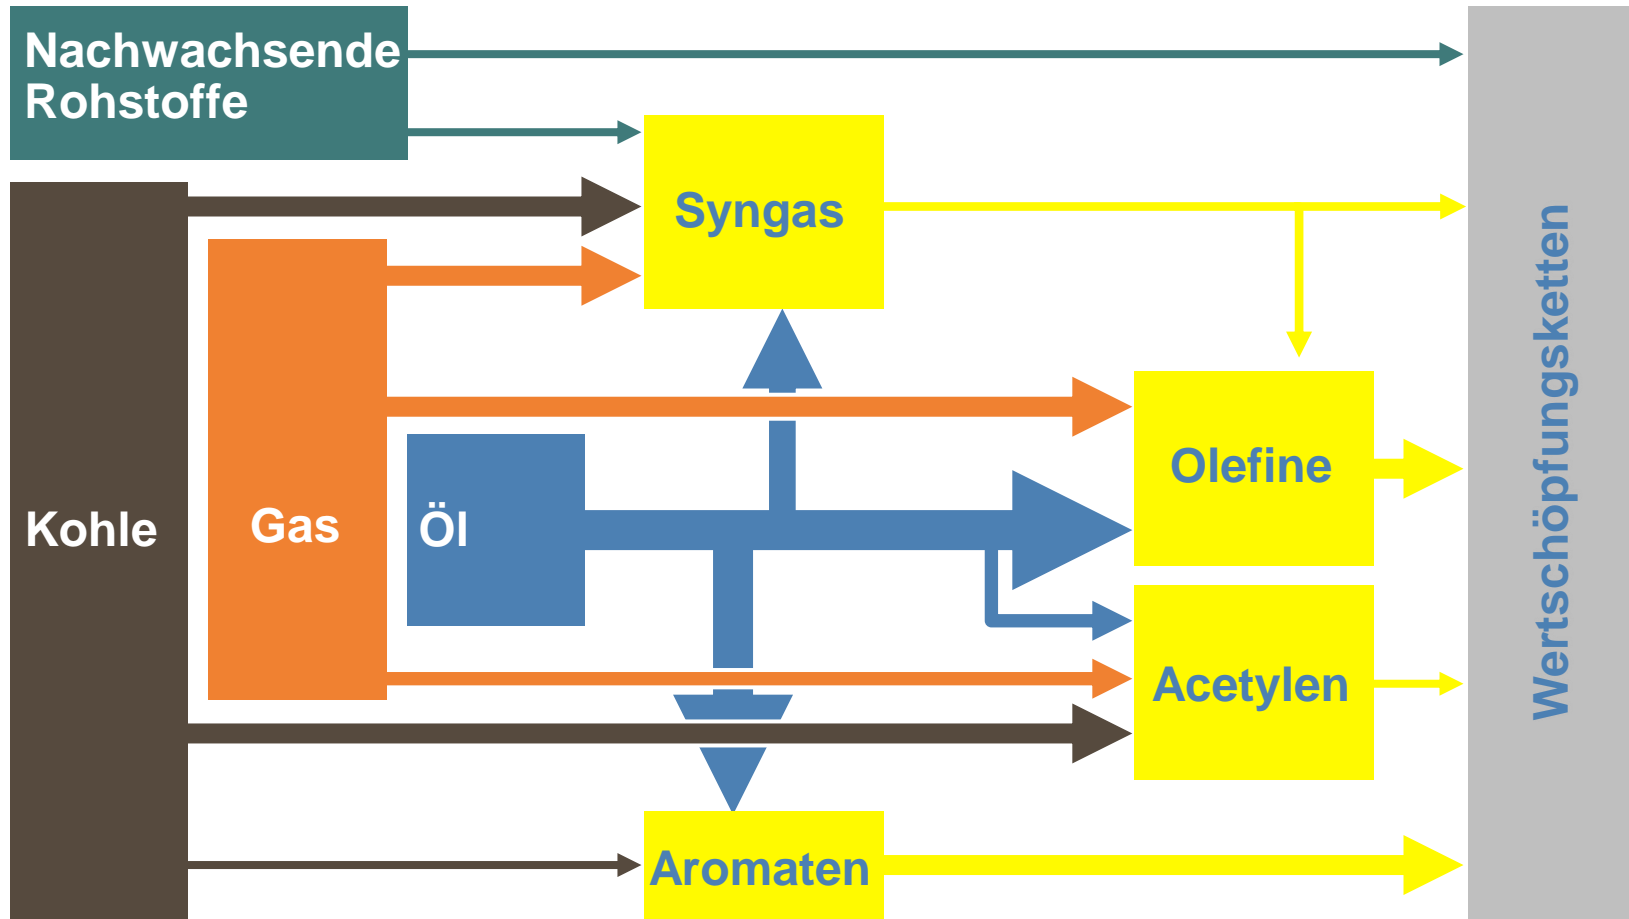 Nachwachsende
Rohstoffe
Syngas
Kohle
Gas
Öl
Olefine
Acetylen
Aromaten
Wertschöpfungsketten